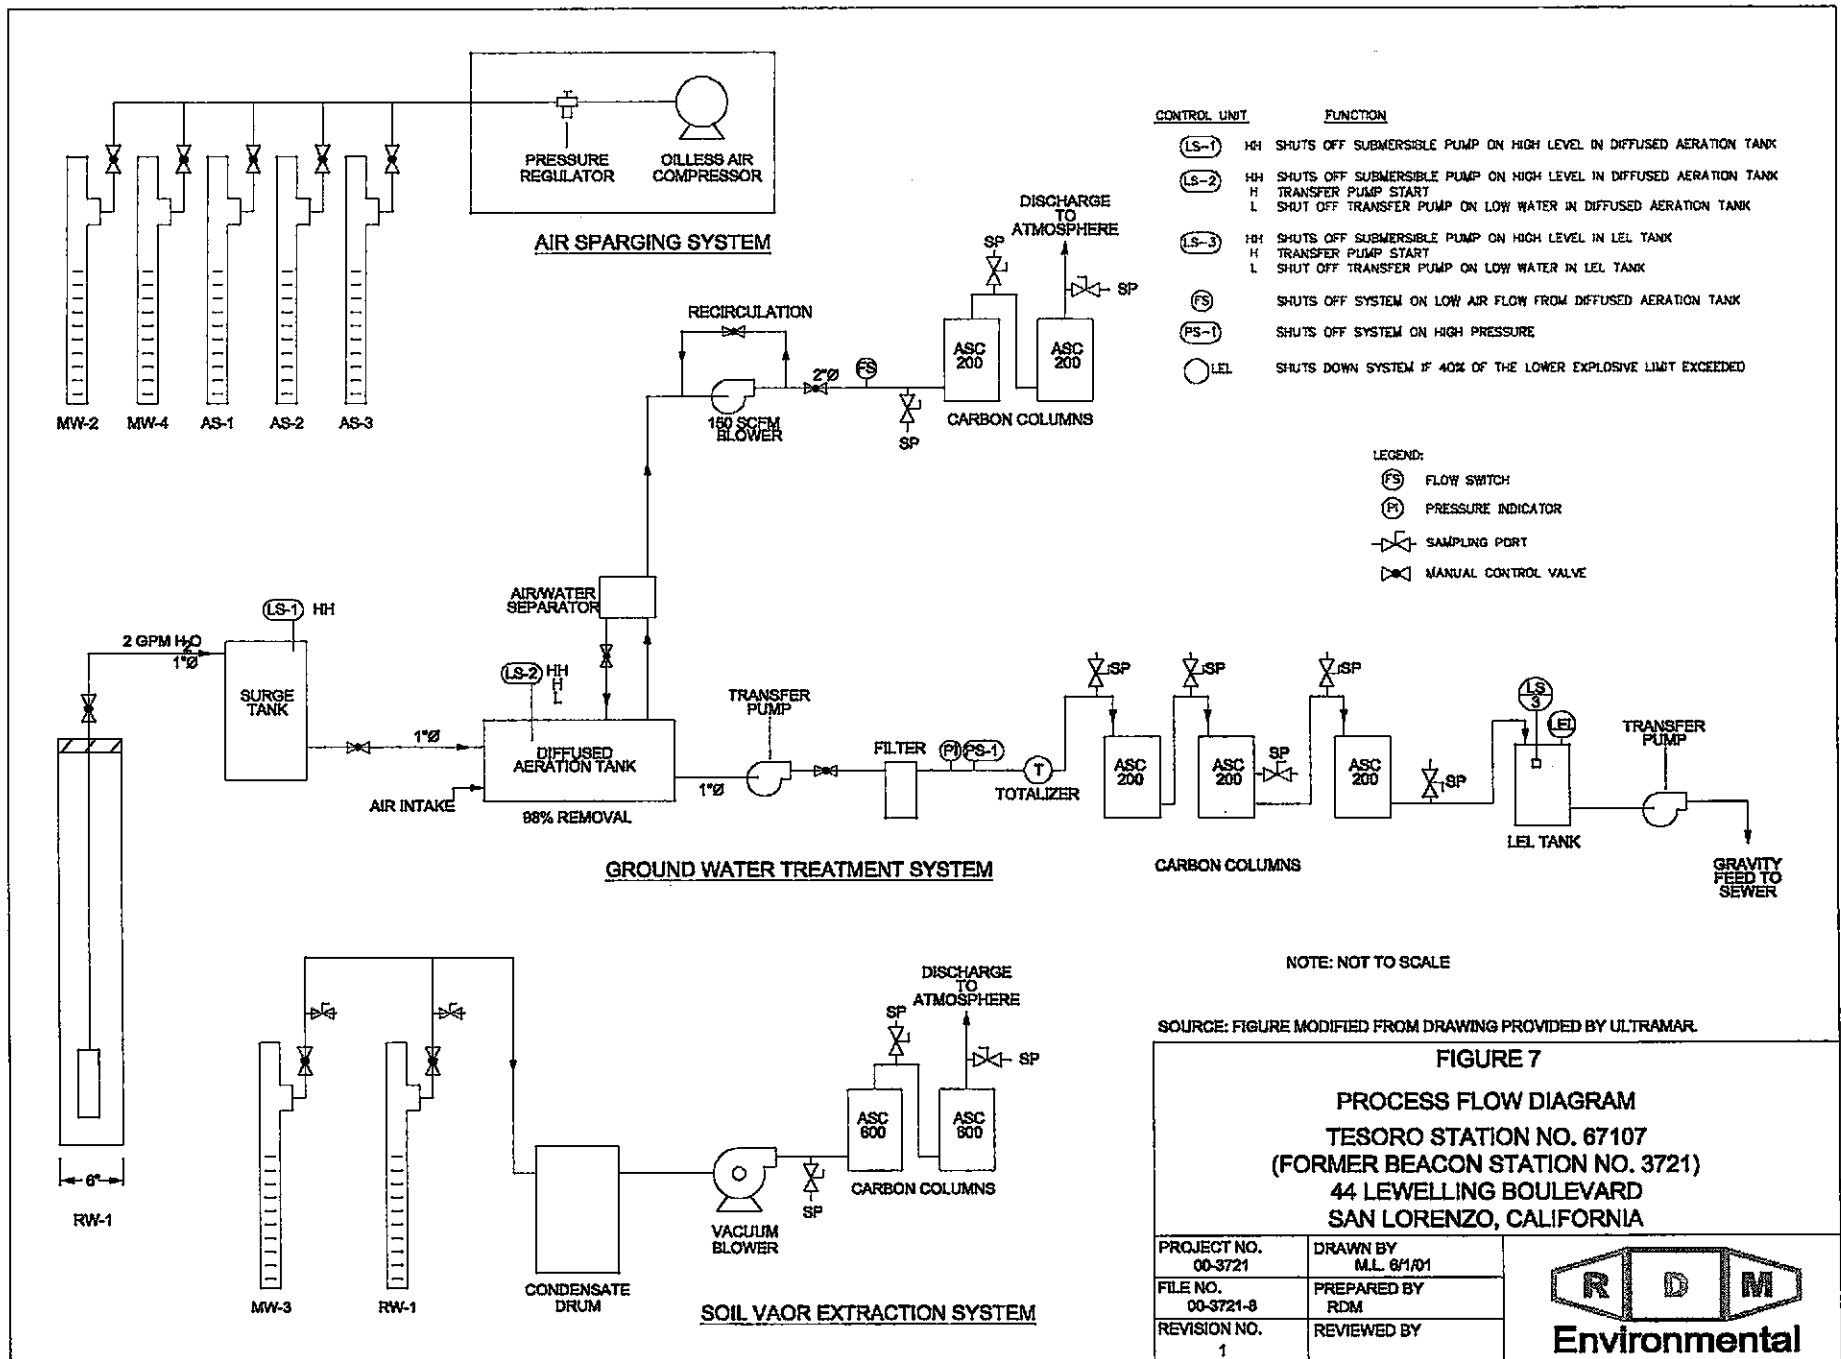 PRESSURE
REGULATOR
OILLESS AIR
COMPRESSOR
AIR SPARGING SYSTEM
MW-2
MW-4
AS-1
AS-2
AS-3
CONTROL UNIT
FUNCTION
LS-1 HH SHUTS OFF SUBMERSIBLE PUMP ON HIGH LEVEL IN DIFFUSED AERATION TANK
LS-2 HH SHUTS OFF SUBMERSIBLE PUMP ON HIGH LEVEL IN DIFFUSED AERATION TANK
H TRANSFER PUMP START
L SHUT OFF TRANSFER PUMP ON LOW WATER IN DIFFUSED AERATION TANK
LS-3 HH SHUTS OFF SUBMERSIBLE PUMP ON HIGH LEVEL IN LEL TANK
H TRANSFER PUMP START
L SHUT OFF TRANSFER PUMP ON LOW WATER IN LEL TANK
FS SHUTS OFF SYSTEM ON LOW AIR FLOW FROM DIFFUSED AERATION TANK
PS-1 SHUTS OFF SYSTEM ON HIGH PRESSURE
LEL SHUTS DOWN SYSTEM IF 40% OF THE LOWER EXPLOSIVE LIMIT EXCEEDED
LEGEND:
FS FLOW SWITCH
PI PRESSURE INDICATOR
SAMPLING PORT
MANUAL CONTROL VALVE
RECIRCULATION
150 SCFM
BLOWER
2"Ø
FS
SP
SP
DISCHARGE
TO
ATMOSPHERE
SP
ASC
200
ASC
200
CARBON COLUMNS
AIR/WATER
SEPARATOR
LS-1 HH
2 GPM H2O
1"Ø
SURGE
TANK
1"Ø
LS-2 HH
H
L
DIFFUSED
AERATION TANK
AIR INTAKE
98% REMOVAL
1"Ø
TRANSFER
PUMP
FILTER
PI
PS-1
T
TOTALIZER
SP
SP
SP
ASC
200
ASC
200
SP
ASC
200
SP
LS
3
LEL
LEL TANK
TRANSFER
PUMP
GRAVITY
FEED TO
SEWER
CARBON COLUMNS
GROUND WATER TREATMENT SYSTEM
6"
RW-1
MW-3
RW-1
CONDENSATE
DRUM
VACUUM
BLOWER
SP
SP
DISCHARGE
TO
ATMOSPHERE
SP
ASC
600
ASC
600
CARBON COLUMNS
SOIL VAOR EXTRACTION SYSTEM
NOTE: NOT TO SCALE
SOURCE: FIGURE MODIFIED FROM DRAWING PROVIDED BY ULTRAMAR.
FIGURE 7
PROCESS FLOW DIAGRAM
TESORO STATION NO. 67107
(FORMER BEACON STATION NO. 3721)
44 LEWELLING BOULEVARD
SAN LORENZO, CALIFORNIA
PROJECT NO.
00-3721
DRAWN BY
M.L. 6/1/01
FILE NO.
00-3721-8
PREPARED BY
RDM
REVISION NO.
1
REVIEWED BY
R D M
Environmental